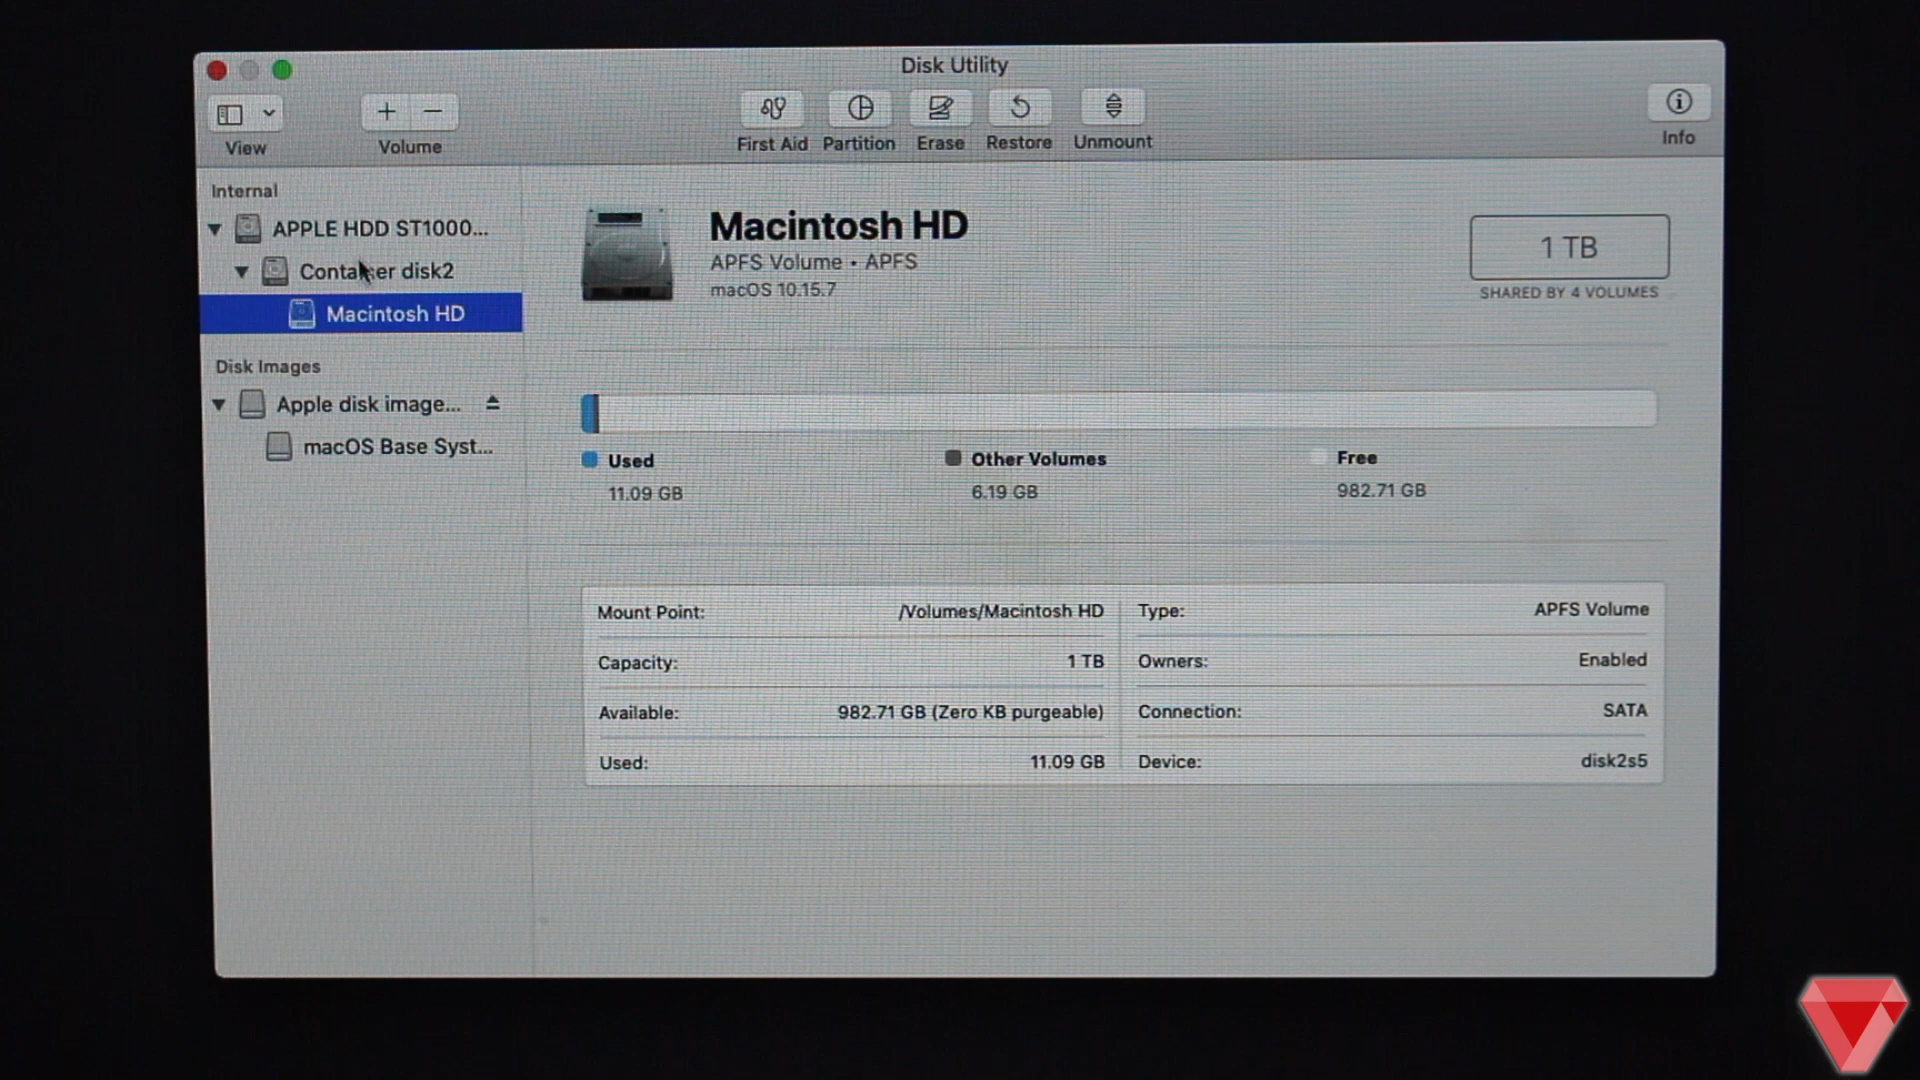 Disk Utility
View
Volume
First Aid
Partition
Erase
Restore
Unmount
Info
Internal
APPLE HDD ST1000...
Container disk2
Macintosh HD
Disk Images
Apple disk image...
macOS Base Syst...
Macintosh HD
APFS Volume • APFS
macOS 10.15.7
1 TB
SHARED BY 4 VOLUMES
Used
11.09 GB
Other Volumes
6.19 GB
Free
982.71 GB
Mount Point: /Volumes/Macintosh HD
Capacity: 1 TB
Available: 982.71 GB (Zero KB purgeable)
Used: 11.09 GB
Type: APFS Volume
Owners: Enabled
Connection: SATA
Device: disk2s5